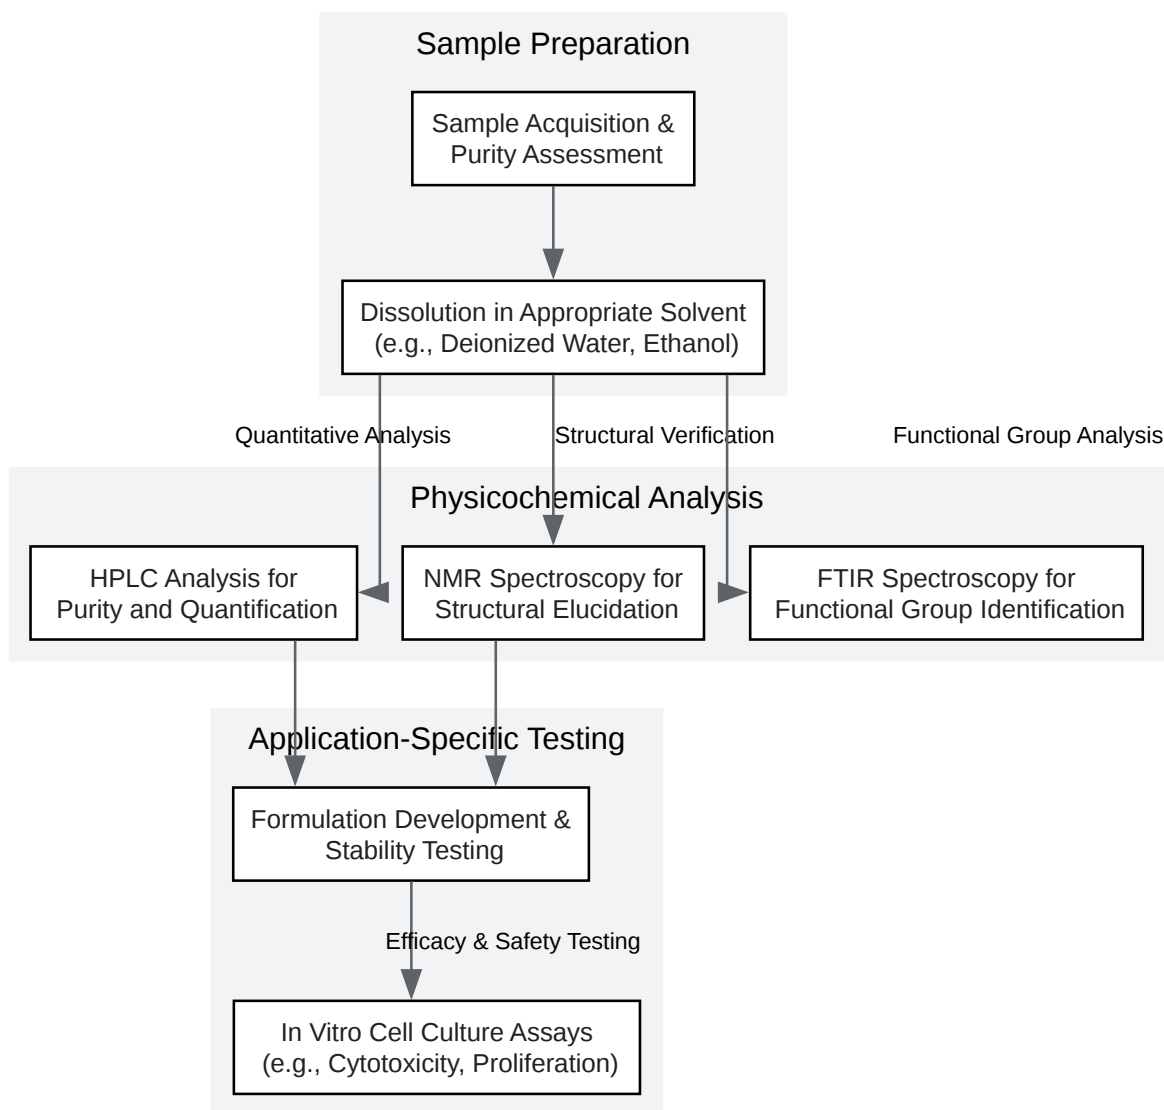 Sample Preparation
Sample Acquisition &
Purity Assessment
Dissolution in Appropriate Solvent
(e.g., Deionized Water, Ethanol)
Quantitative Analysis
Structural Verification
Functional Group Analysis
Physicochemical Analysis
HPLC Analysis for
Purity and Quantification
NMR Spectroscopy for
Structural Elucidation
FTIR Spectroscopy for
Functional Group Identification
Application-Specific Testing
Formulation Development &
Stability Testing
Efficacy & Safety Testing
In Vitro Cell Culture Assays
(e.g., Cytotoxicity, Proliferation)